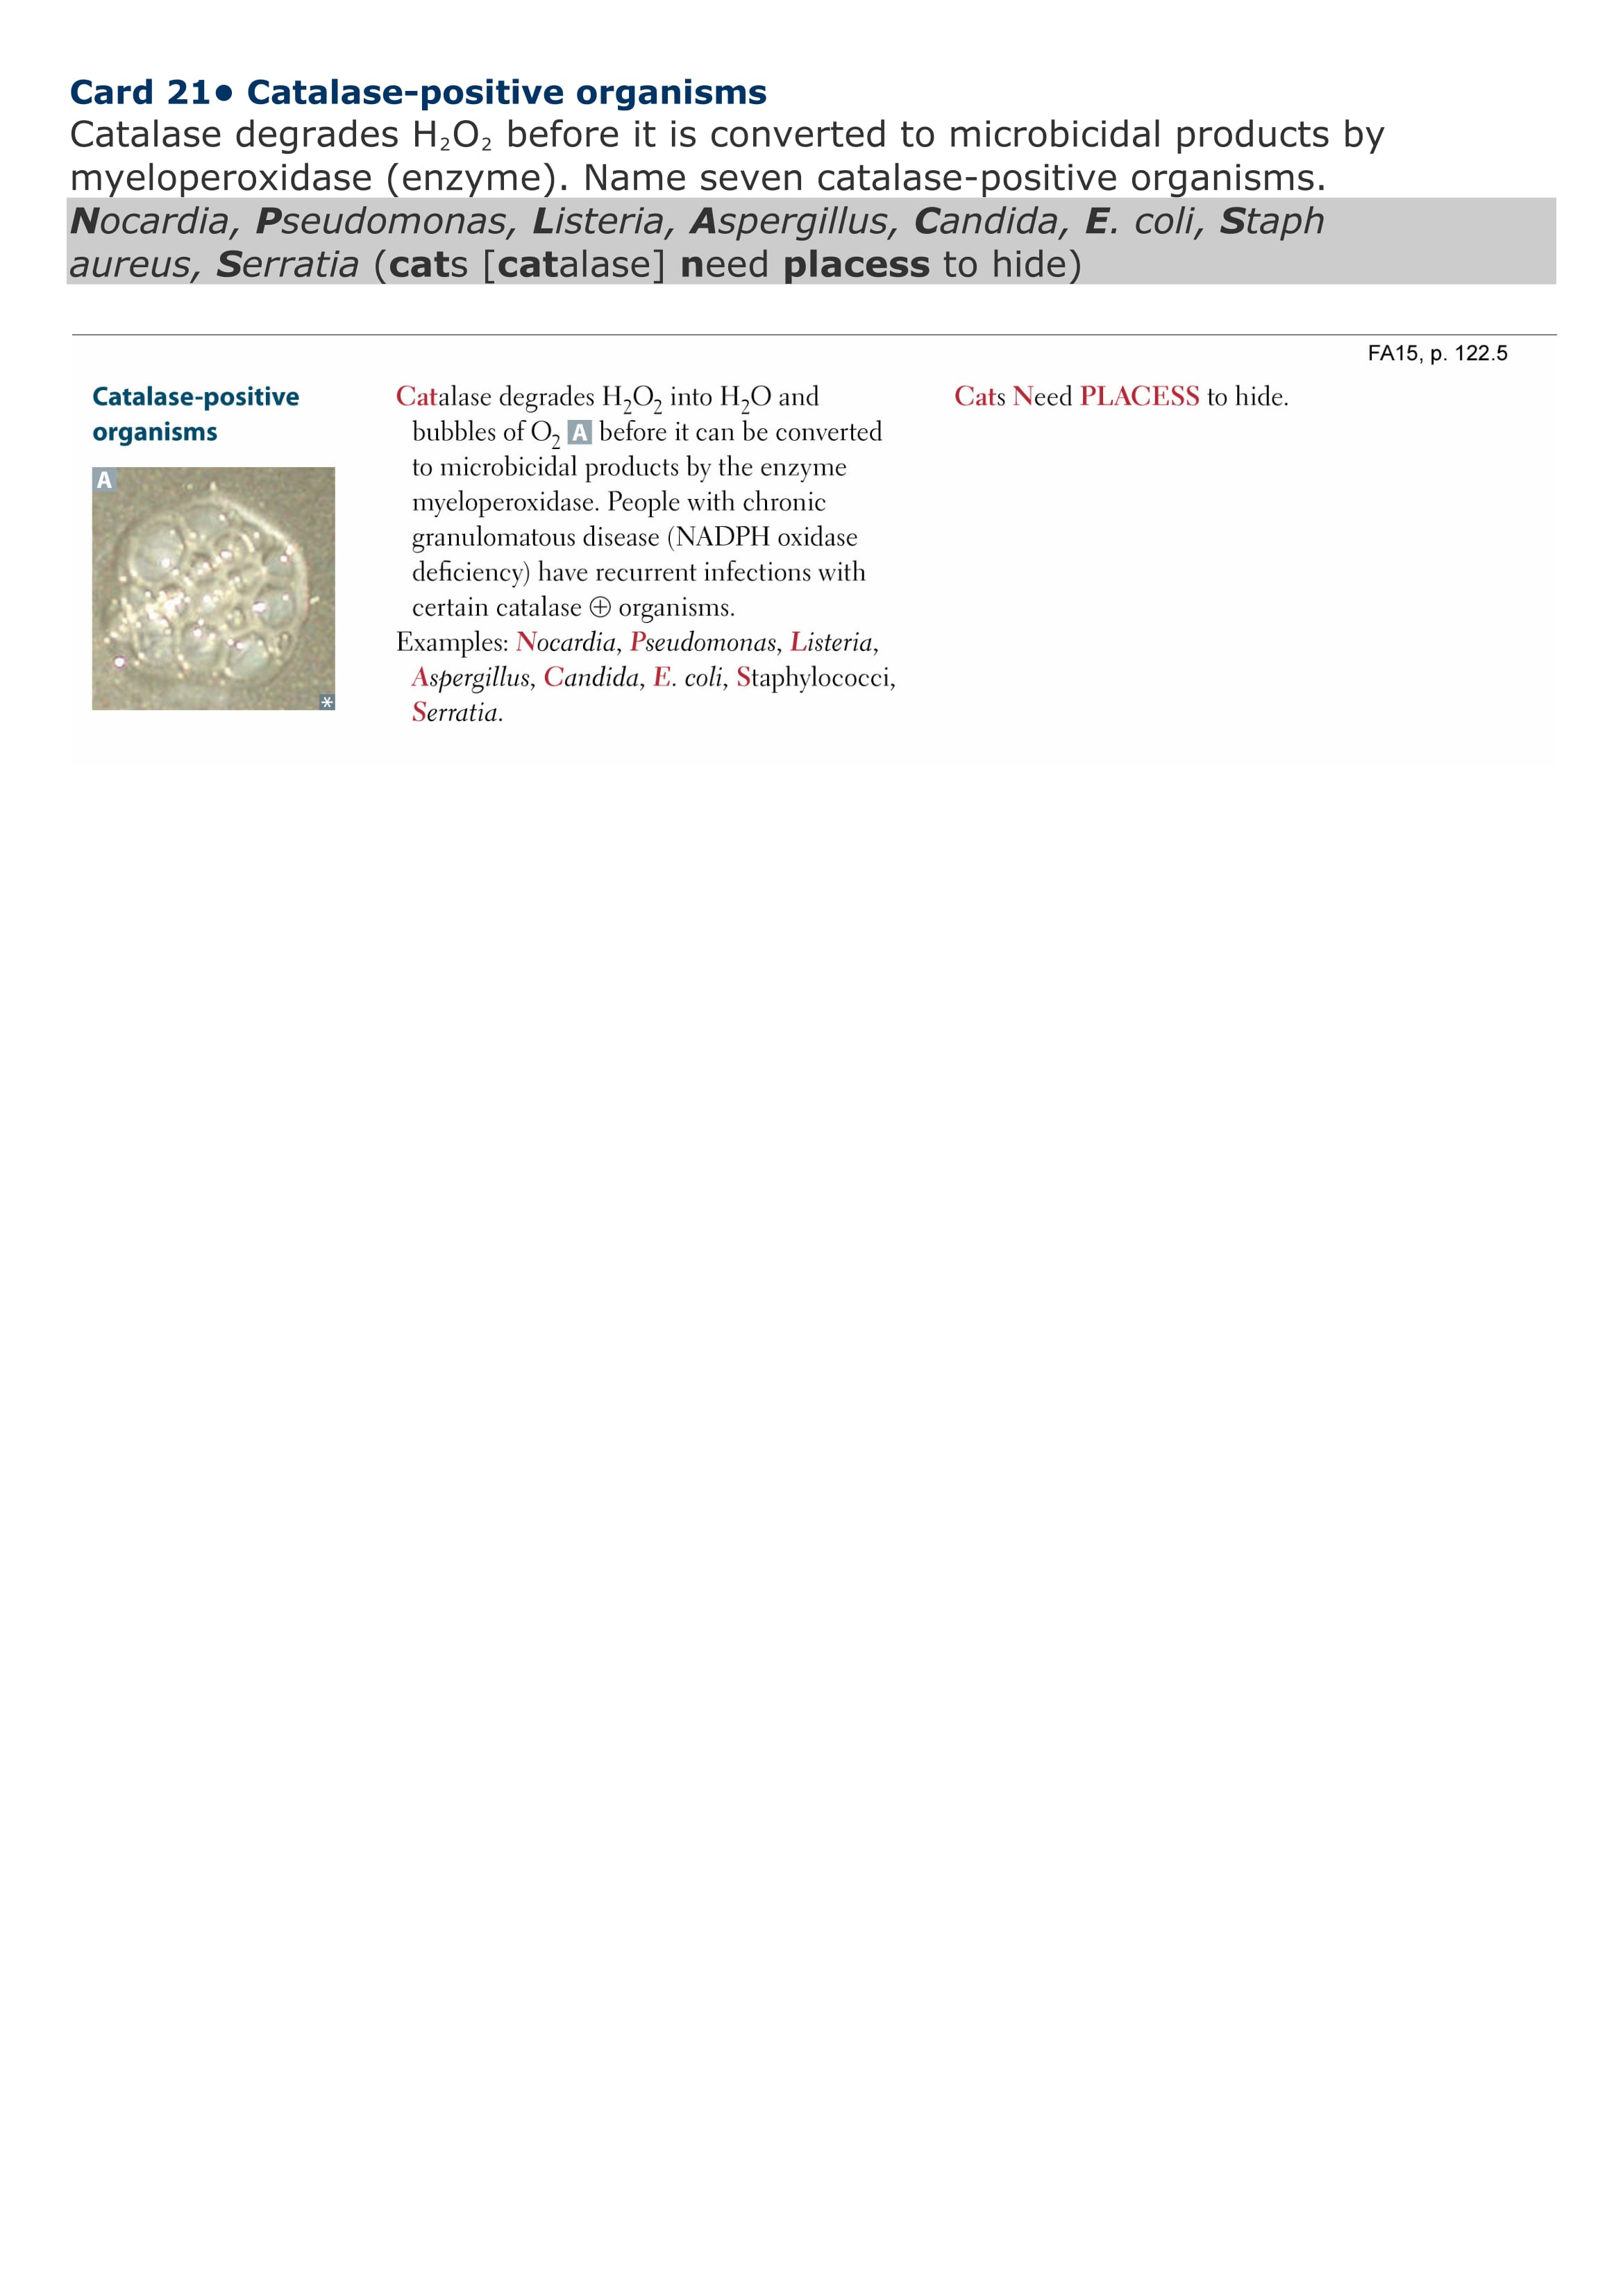 Card 21• Catalase-positive organisms
Catalase degrades H₂O₂ before it is converted to microbicidal products by
myeloperoxidase (enzyme). Name seven catalase-positive organisms.
Nocardia, Pseudomonas, Listeria, Aspergillus, Candida, E. coli, Staph
aureus, Serratia (cats [catalase] need placess to hide)
FA15, p. 122.5
Catalase-positive
organisms
A
*
Catalase degrades H₂O₂ into H₂O and
bubbles of O₂ A before it can be converted
to microbicidal products by the enzyme
myeloperoxidase. People with chronic
granulomatous disease (NADPH oxidase
deficiency) have recurrent infections with
certain catalase ⊕ organisms.
Examples: Nocardia, Pseudomonas, Listeria,
Aspergillus, Candida, E. coli, Staphylococci,
Serratia.
Cats Need PLACESS to hide.